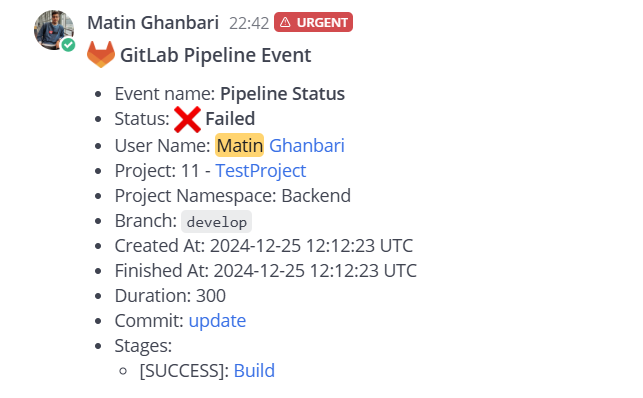 Matin Ghanbari 22:42 URGENT
GitLab Pipeline Event
Event name: Pipeline Status
Status: ❌ Failed
User Name: Matin Ghanbari
Project: 11 - TestProject
Project Namespace: Backend
Branch: develop
Created At: 2024-12-25 12:12:23 UTC
Finished At: 2024-12-25 12:12:23 UTC
Duration: 300
Commit: update
Stages:
[SUCCESS]: Build